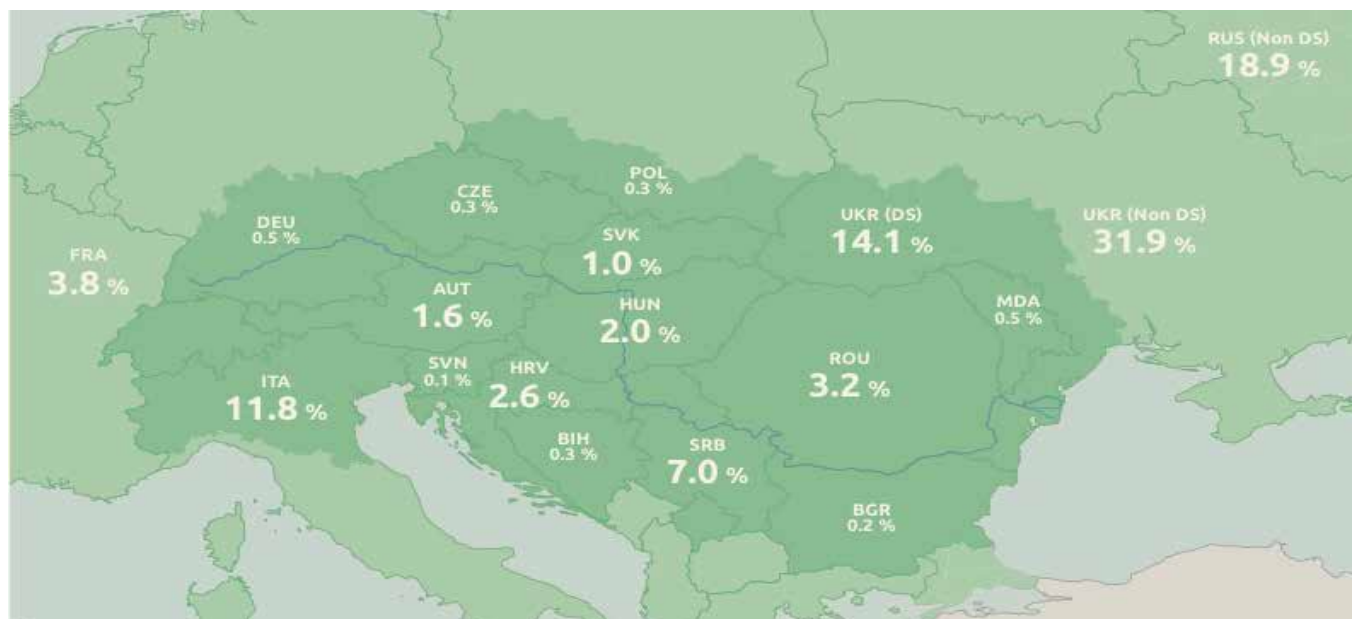 RUS (Non DS)
18.9 %
POL
0.3 %
CZE
0.3 %
DEU
0.5 %
UKR (DS)
14.1 %
UKR (Non DS)
31.9 %
SVK
1.0 %
FRA
3.8 %
AUT
1.6 %
HUN
2.0 %
MDA
0.5 %
ROU
3.2 %
SVN
0.1 %
HRV
2.6 %
ITA
11.8 %
BIH
0.3 %
SRB
7.0 %
BGR
0.2 %